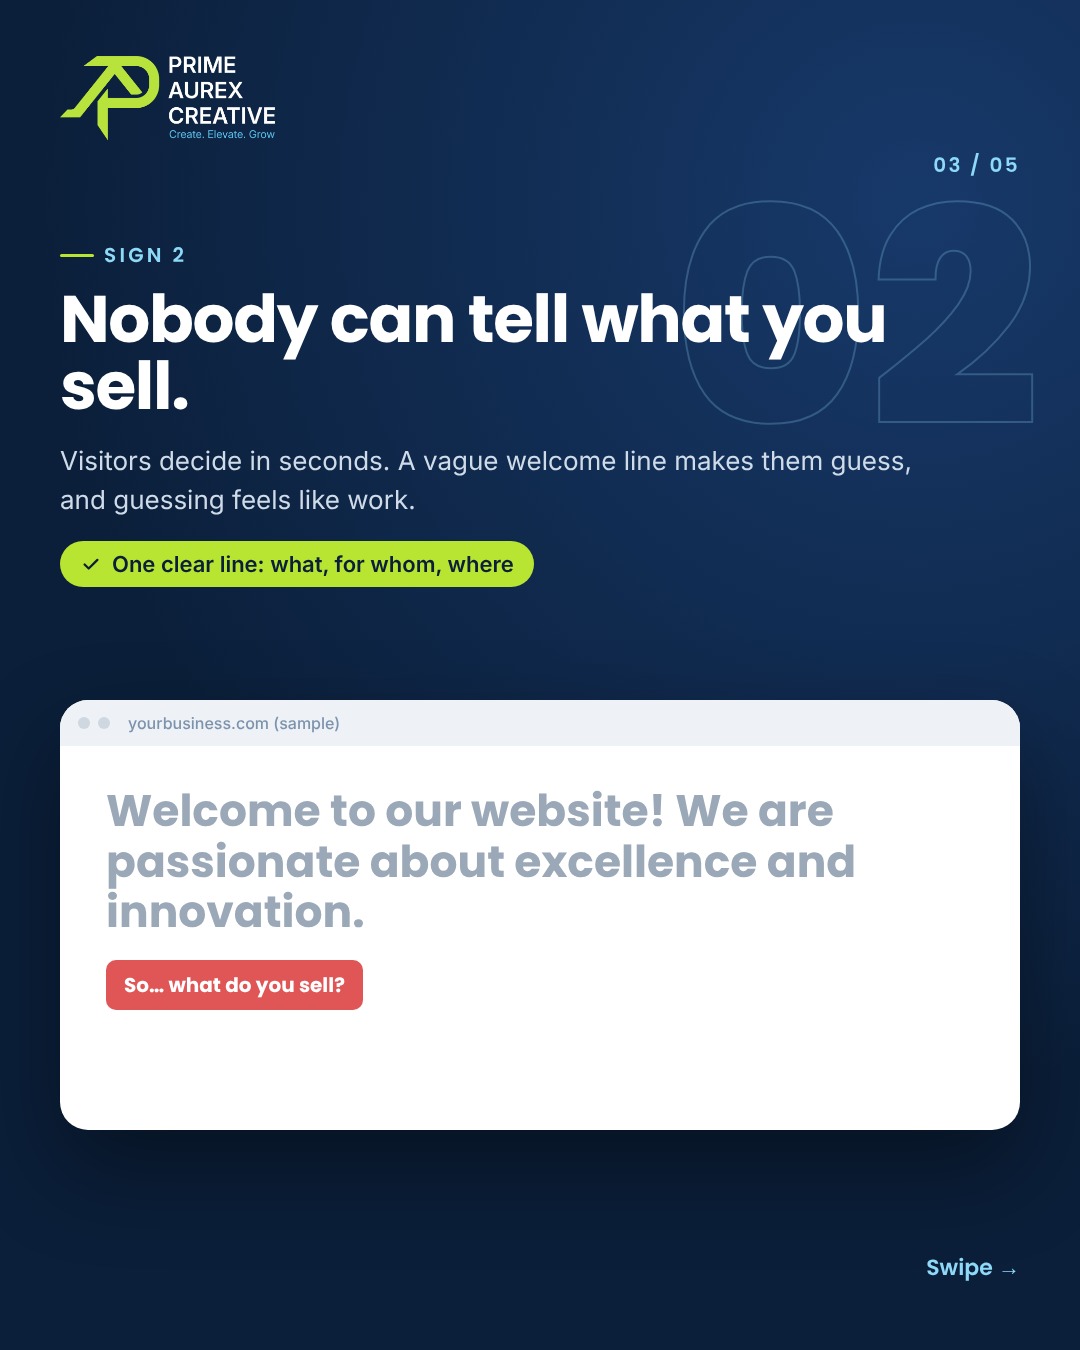 PRIME
AUREX
CREATIVE
Create. Elevate. Grow
03 / 05
02
SIGN 2
Nobody can tell what you
sell.
Visitors decide in seconds. A vague welcome line makes them guess,
and guessing feels like work.
✓ One clear line: what, for whom, where
yourbusiness.com (sample)
Welcome to our website! We are
passionate about excellence and
innovation.
So... what do you sell?
Swipe →